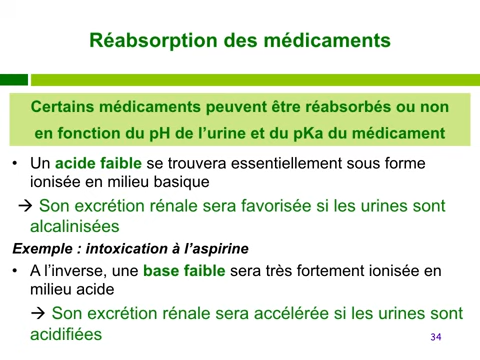 Réabsorption des médicaments
Certains médicaments peuvent être réabsorbés ou non
en fonction du pH de l’urine et du pKa du médicament
• Un acide faible se trouvera essentiellement sous forme
ionisée en milieu basique
→ Son excrétion rénale sera favorisée si les urines sont
alcalinisées
Exemple : intoxication à l’aspirine
• A l’inverse, une base faible sera très fortement ionisée en
milieu acide
→ Son excrétion rénale sera accélérée si les urines sont
acidifiées
34